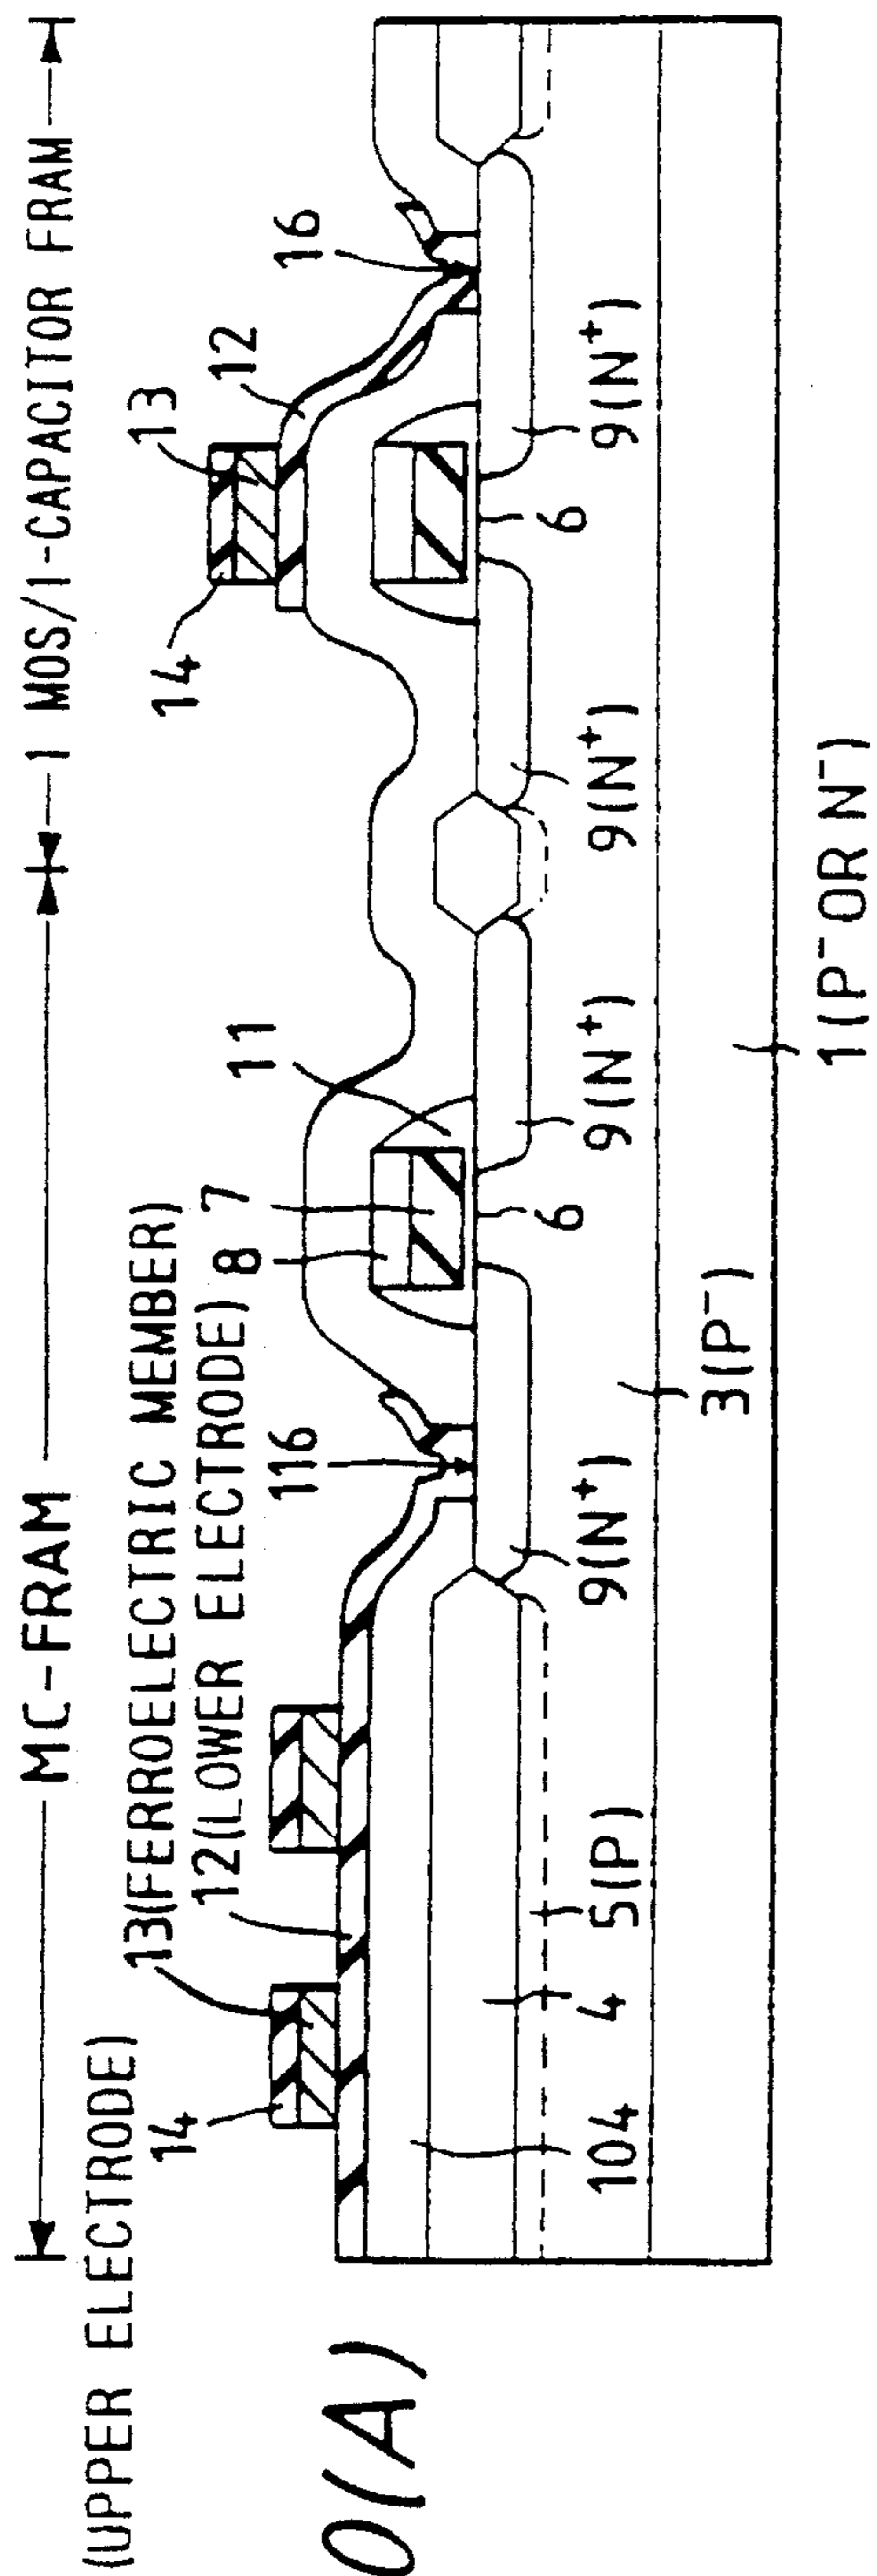 MC-FRAM
1 MOS/1-CAPACITOR FRAM
(UPPER ELECTRODE)
14
13(FERROELECTRIC MEMBER)
12(LOWER ELECTRODE)
116
8
7
11
14
13
12
16
0(A)
104
4
5(P)
9(N⁺)
3(P⁻)
6
9(N⁺)
1(P⁻ OR N⁻)
9(N⁺)
6
9(N⁺)